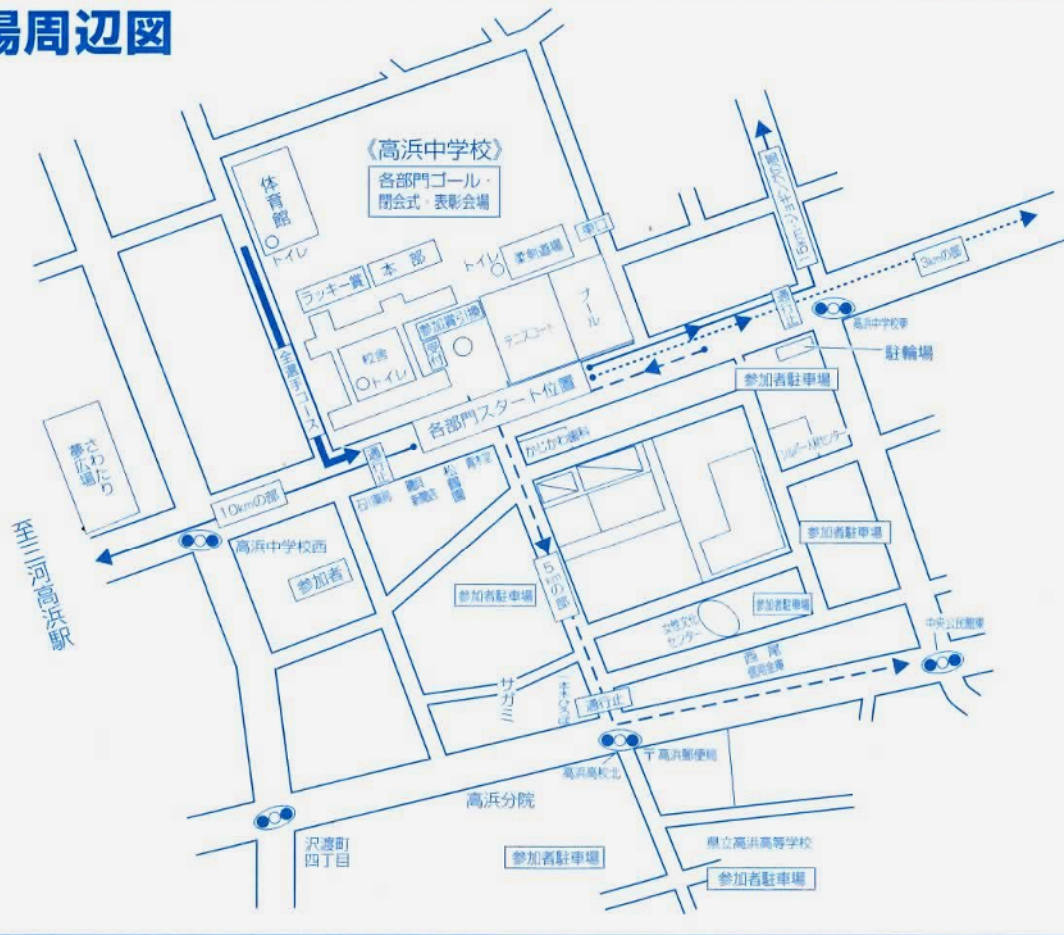 場周辺図
《高浜中学校》
各部門ゴール・
閉会式・表彰会場
体育館
トイレ
ラッキー賞
本部
トイレ
柔剣道場
プール
テニスコート
参加賞引換
受付
校舎
トイレ
全選手コース
各部門スタート位置
通行止
3kmの部
通行止
高浜中学校東
駐輪場
参加者駐車場
かじかわ歯科
シルバー人材センター
さわたり
夢広場
10kmの部
松鶴園
高浜中学校西
参加者
至三河高浜駅
5kmの部
参加者駐車場
参加者駐車場
参加者駐車場
女性文化
センター
中央公民館東
西尾
信用金庫
サガミ
通行止
〒高浜郵便局
高浜高校北
高浜分院
沢渡町
四丁目
県立高浜高等学校
参加者駐車場
参加者駐車場